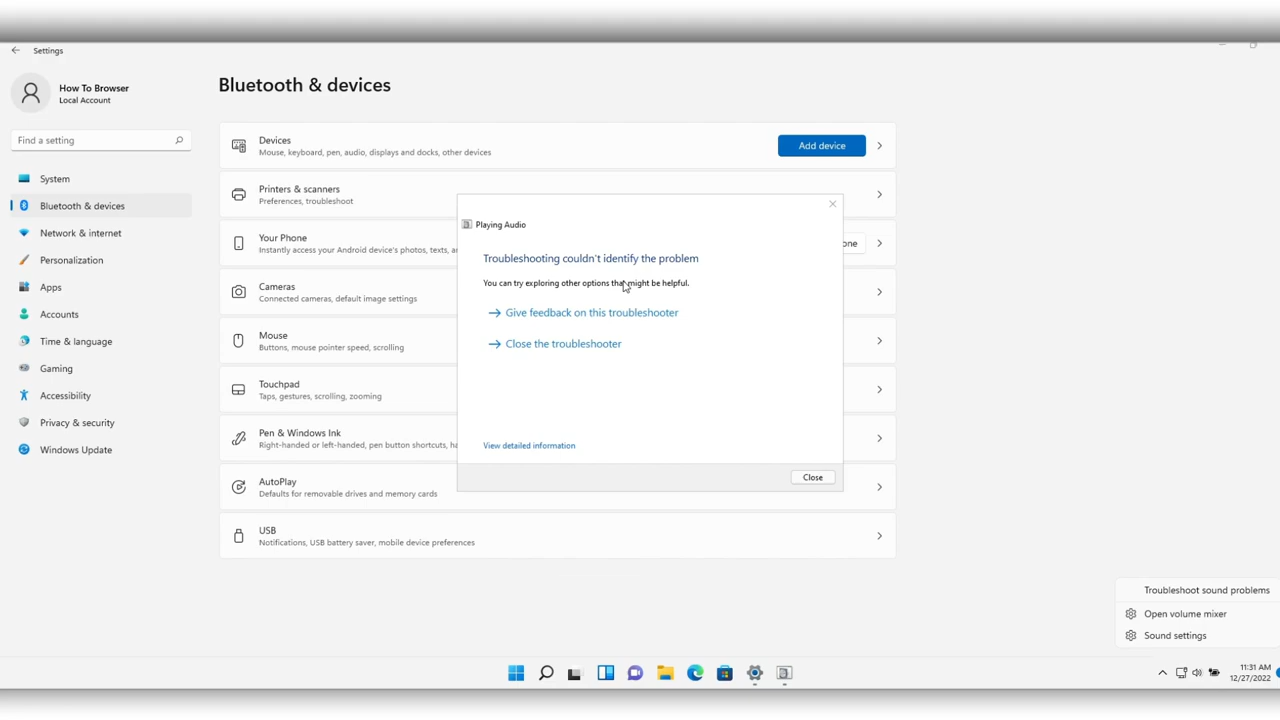 Settings
How To Browser
Local Account
Find a setting
System
Bluetooth & devices
Network & internet
Personalization
Apps
Accounts
Time & language
Gaming
Accessibility
Privacy & security
Windows Update
Bluetooth & devices
Devices
Mouse, keyboard, pen, audio, displays and docks, other devices
Add device
Printers & scanners
Preferences, troubleshoot
Your Phone
Instantly access your Android device's photos, texts,
one
Cameras
Connected cameras, default image settings
Mouse
Buttons, mouse pointer speed, scrolling
Touchpad
Taps, gestures, scrolling, zooming
Pen & Windows Ink
Right-handed or left-handed, pen button shortcuts,
AutoPlay
Defaults for removable drives and memory cards
USB
Notifications, USB battery saver, mobile device preferences
Playing Audio
Troubleshooting couldn't identify the problem
You can try exploring other options that might be helpful.
Give feedback on this troubleshooter
Close the troubleshooter
View detailed information
Close
Troubleshoot sound problems
Open volume mixer
Sound settings
11:31 AM
12/27/2022